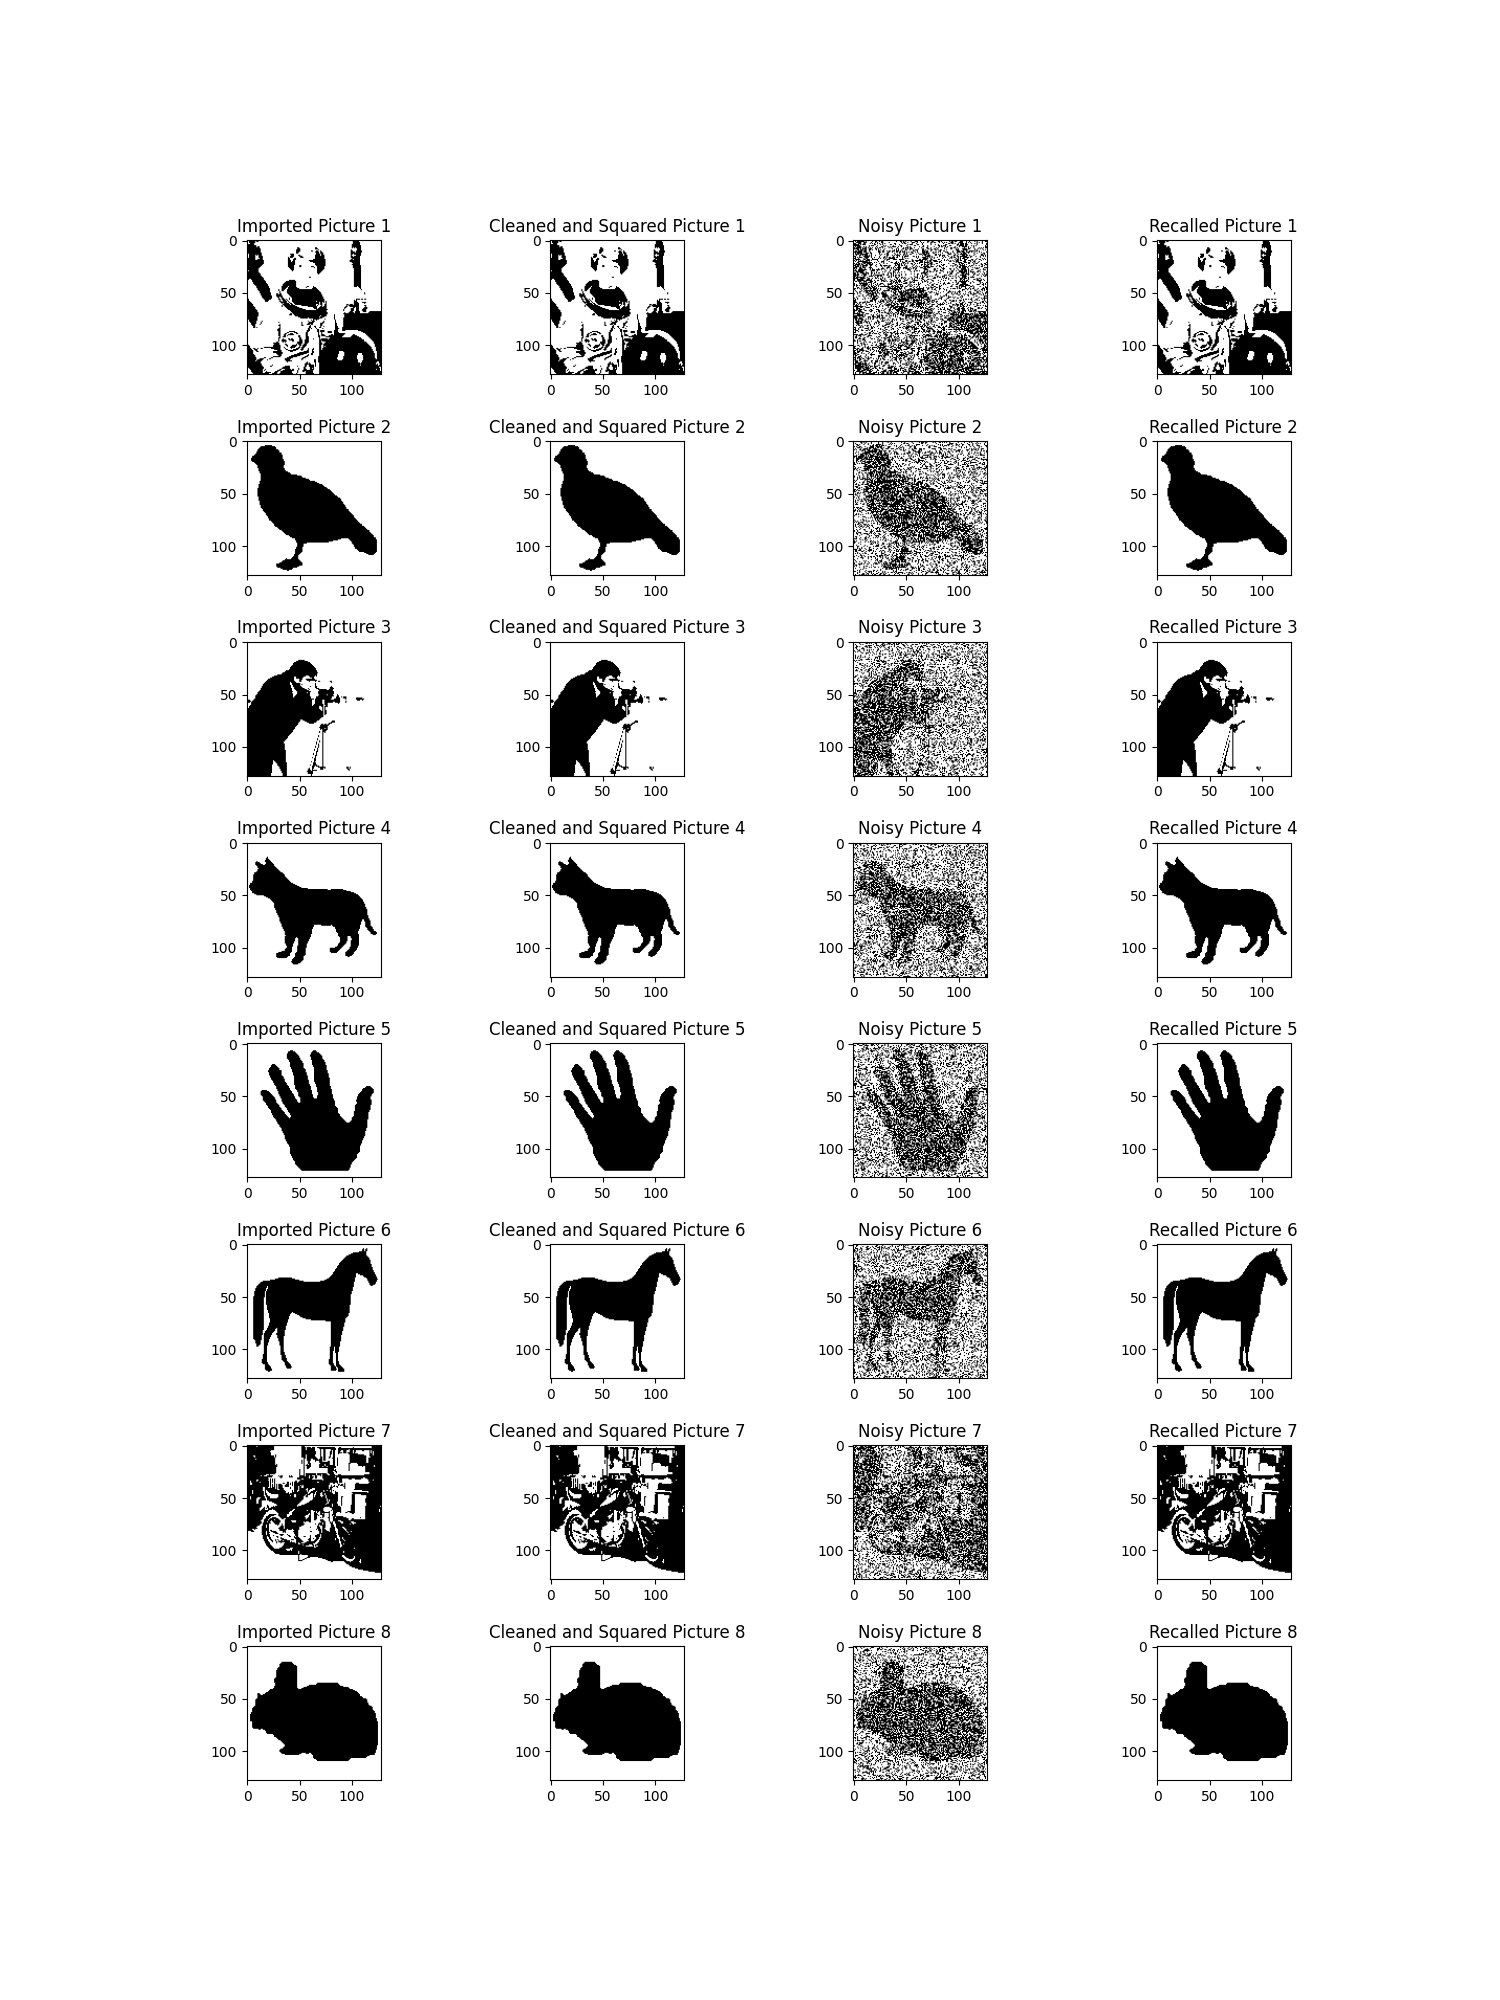 Imported Picture 1 Cleaned and Squared Picture 1 Noisy Picture 1 Recalled Picture 1
0 0 0 0
50 50 50 50
100 100 100 100
0 50 100 0 50 100 0 50 100 0 50 100
Imported Picture 2 Cleaned and Squared Picture 2 Noisy Picture 2 Recalled Picture 2
0 0 0 0
50 50 50 50
100 100 100 100
0 50 100 0 50 100 0 50 100 0 50 100
Imported Picture 3 Cleaned and Squared Picture 3 Noisy Picture 3 Recalled Picture 3
0 0 0 0
50 50 50 50
100 100 100 100
0 50 100 0 50 100 0 50 100 0 50 100
Imported Picture 4 Cleaned and Squared Picture 4 Noisy Picture 4 Recalled Picture 4
0 0 0 0
50 50 50 50
100 100 100 100
0 50 100 0 50 100 0 50 100 0 50 100
Imported Picture 5 Cleaned and Squared Picture 5 Noisy Picture 5 Recalled Picture 5
0 0 0 0
50 50 50 50
100 100 100 100
0 50 100 0 50 100 0 50 100 0 50 100
Imported Picture 6 Cleaned and Squared Picture 6 Noisy Picture 6 Recalled Picture 6
0 0 0 0
50 50 50 50
100 100 100 100
0 50 100 0 50 100 0 50 100 0 50 100
Imported Picture 7 Cleaned and Squared Picture 7 Noisy Picture 7 Recalled Picture 7
0 0 0 0
50 50 50 50
100 100 100 100
0 50 100 0 50 100 0 50 100 0 50 100
Imported Picture 8 Cleaned and Squared Picture 8 Noisy Picture 8 Recalled Picture 8
0 0 0 0
50 50 50 50
100 100 100 100
0 50 100 0 50 100 0 50 100 0 50 100